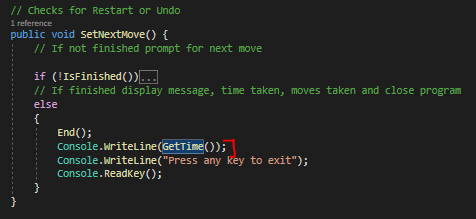 // Checks for Restart or Undo
1 reference
public void SetNextMove() {
// If not finished prompt for next move
if (!IsFinished())...
// If finished display message, time taken, moves taken and close program
else
{
End();
Console.WriteLine(GetTime());
Console.WriteLine("Press any key to exit");
Console.ReadKey();
}
}